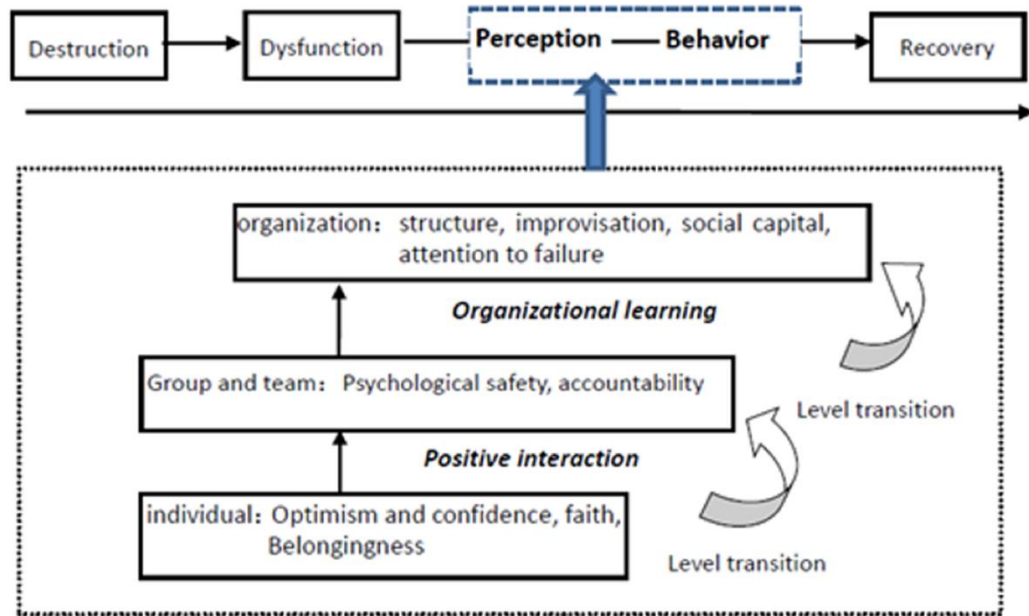 Destruction
Dysfunction
Perception
Behavior
Recovery
organization: structure, improvisation, social capital,
attention to failure
Organizational learning
Group and team: Psychological safety, accountability
Level transition
Positive interaction
individual: Optimism and confidence, faith,
Belongingness
Level transition